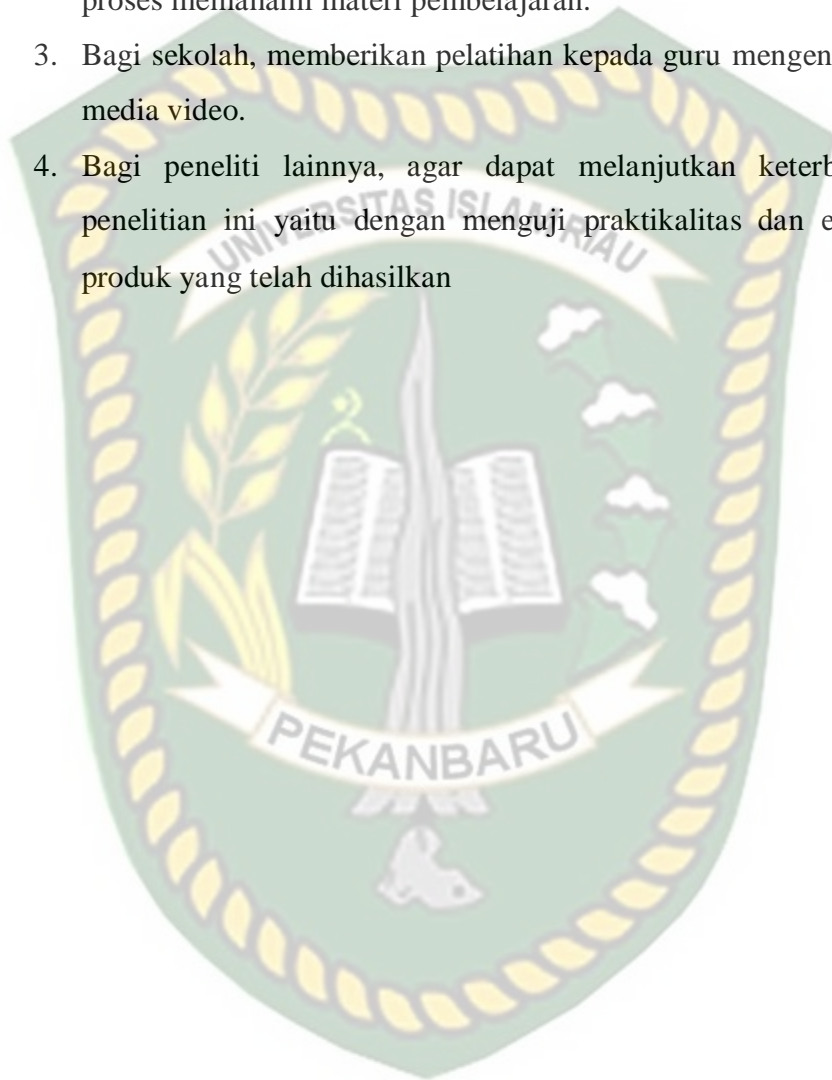 proses memahami materi pembelajaran.
3. Bagi sekolah, memberikan pelatihan kepada guru mengen
media video.
4. Bagi peneliti lainnya, agar dapat melanjutkan keterb
penelitian ini yaitu dengan menguji praktikalitas dan e
produk yang telah dihasilkan
UNIVERSITAS ISLAM RIAU
PEKANBARU